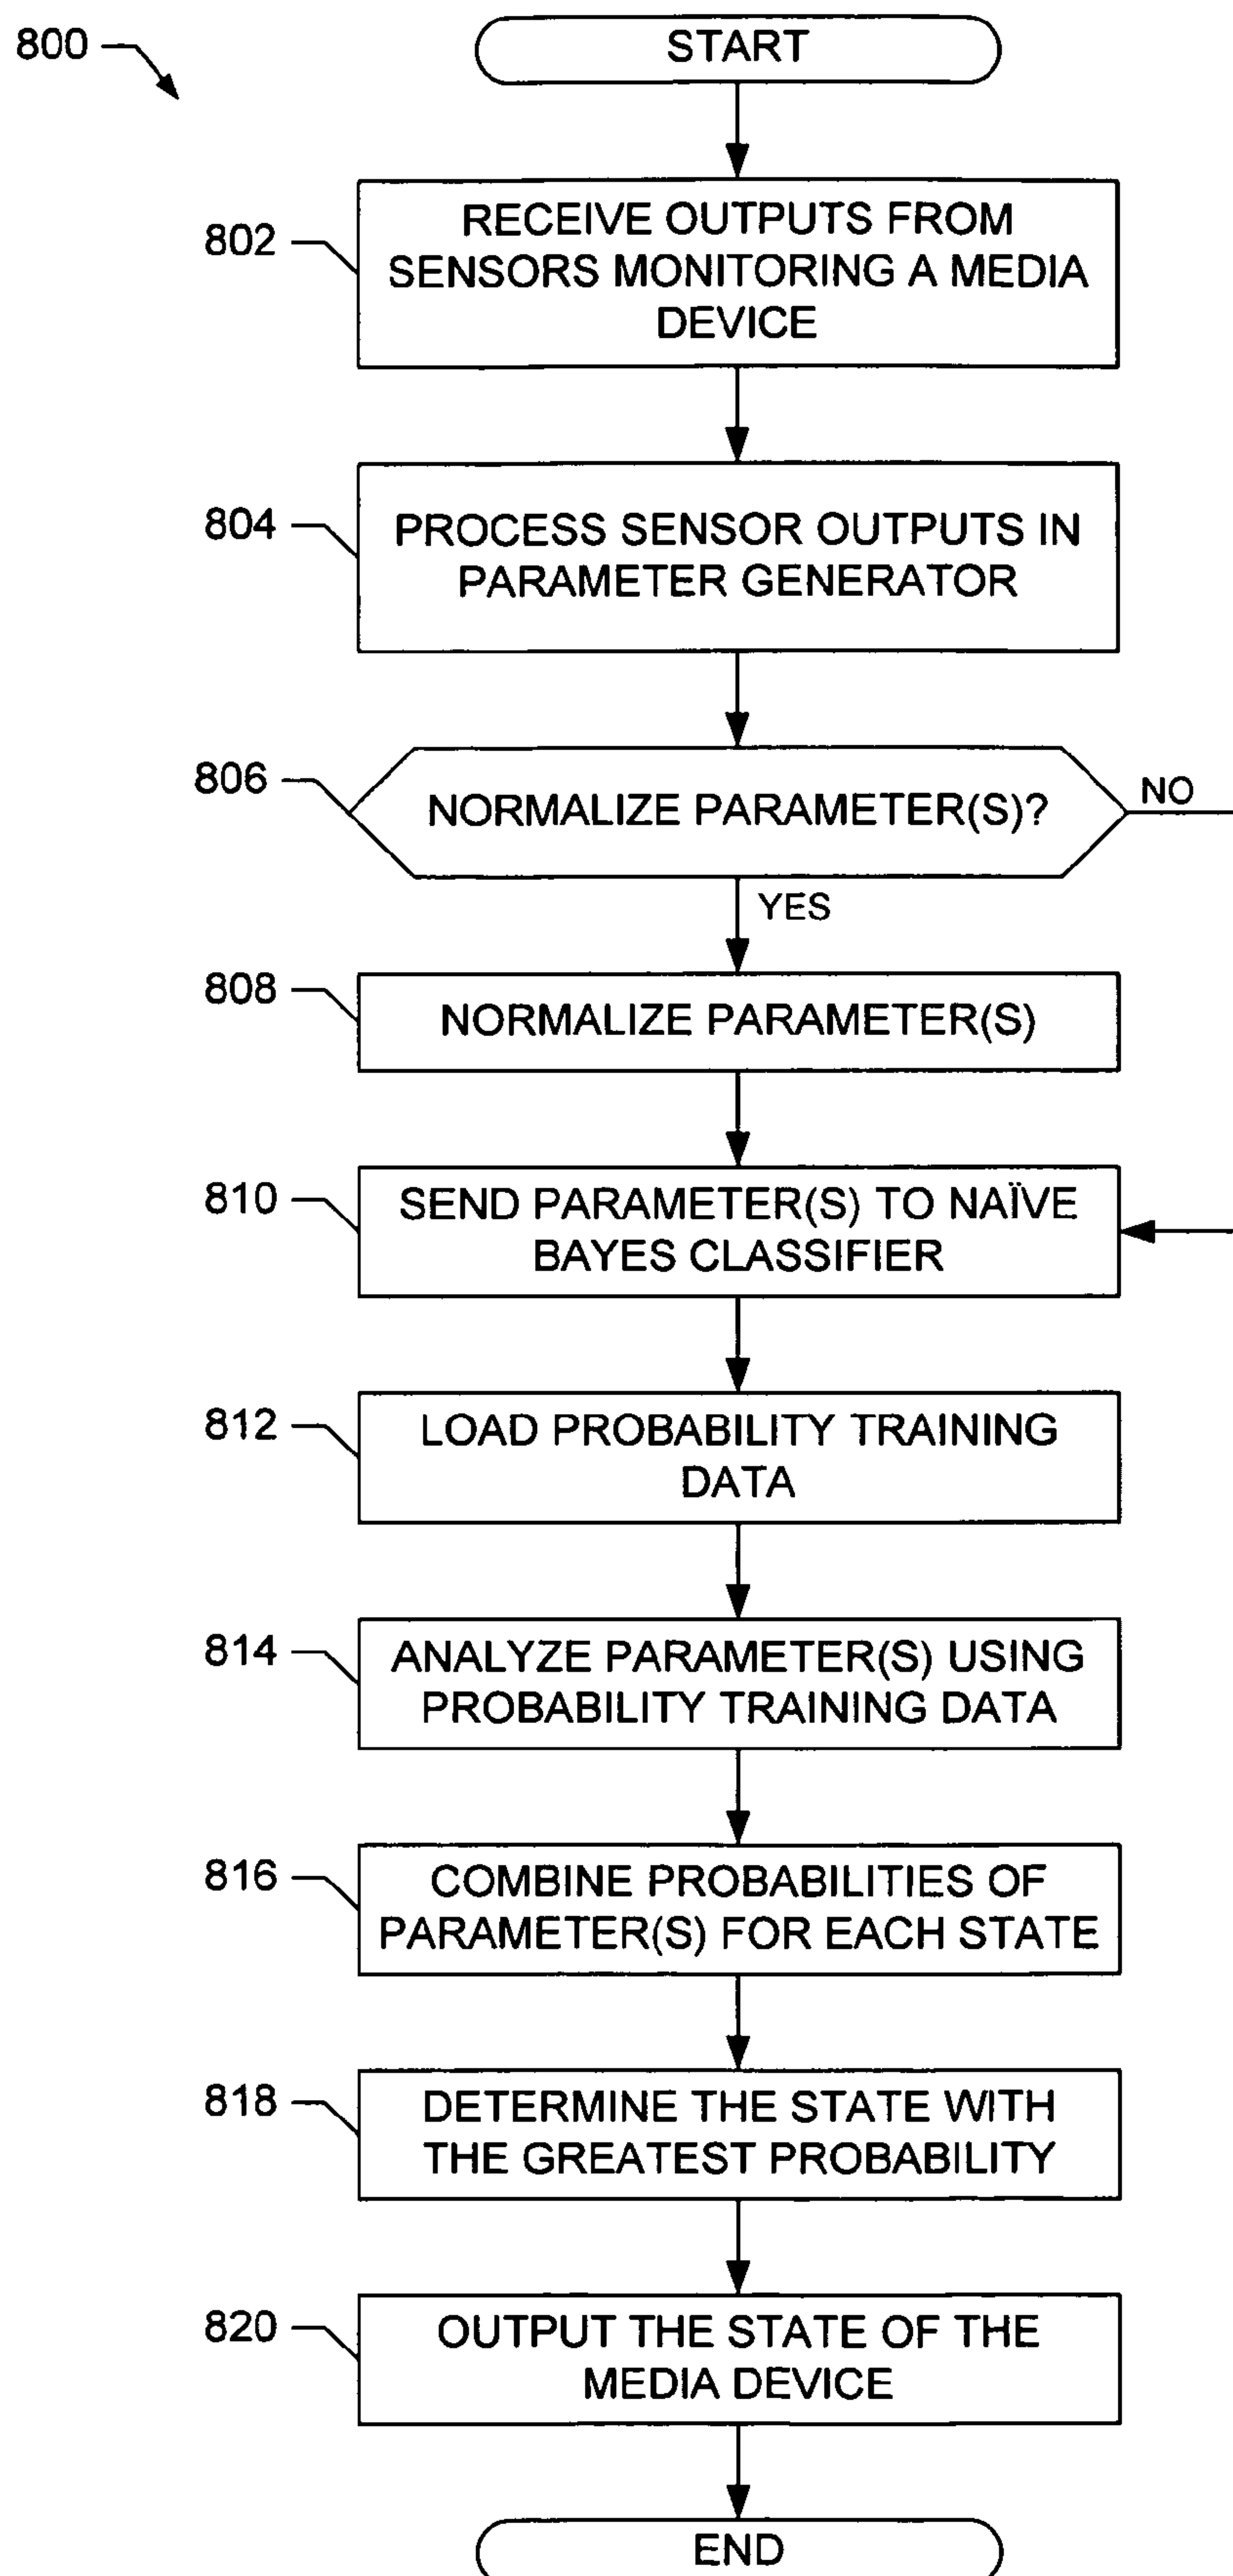 800
START
802
RECEIVE OUTPUTS FROM
SENSORS MONITORING A MEDIA
DEVICE
804
PROCESS SENSOR OUTPUTS IN
PARAMETER GENERATOR
806
NORMALIZE PARAMETER(S)?
NO
YES
808
NORMALIZE PARAMETER(S)
810
SEND PARAMETER(S) TO NAÏVE
BAYES CLASSIFIER
812
LOAD PROBABILITY TRAINING
DATA
814
ANALYZE PARAMETER(S) USING
PROBABILITY TRAINING DATA
816
COMBINE PROBABILITIES OF
PARAMETER(S) FOR EACH STATE
818
DETERMINE THE STATE WITH
THE GREATEST PROBABILITY
820
OUTPUT THE STATE OF THE
MEDIA DEVICE
END